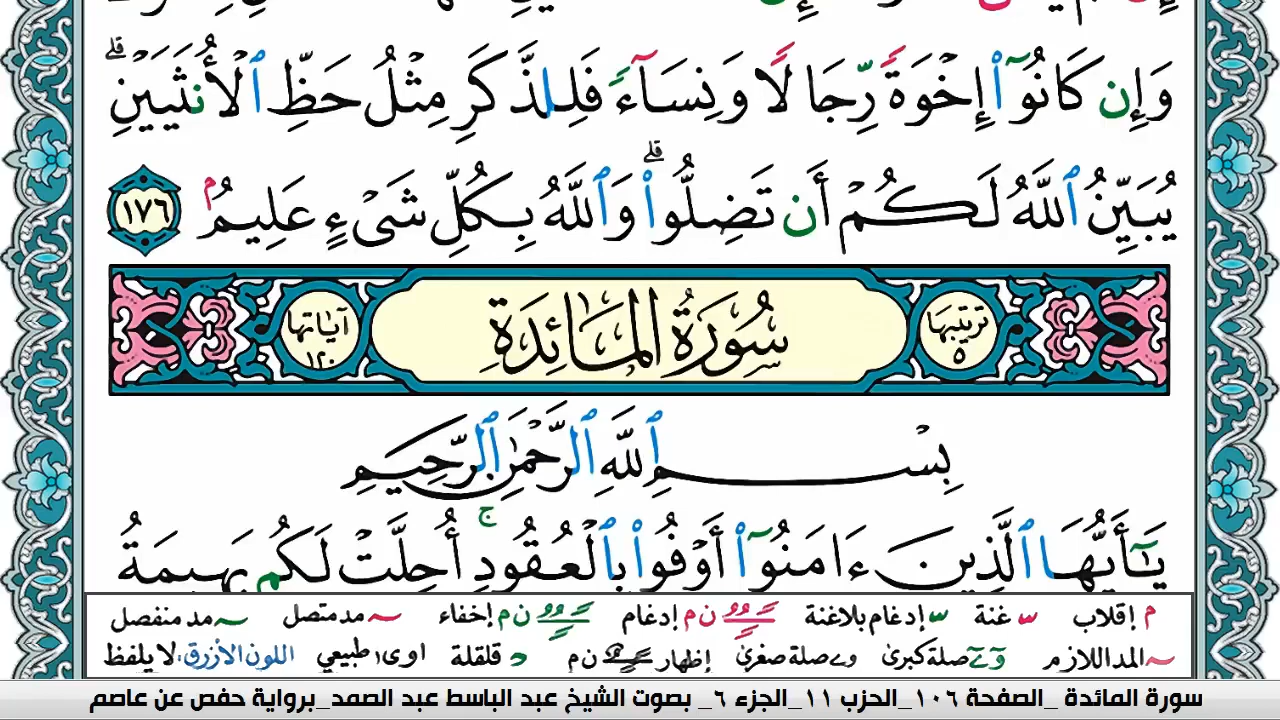 وَإِن كَانُوٓا۟ إِخْوَةً رِّجَالًا وَنِسَآءً فَلِلذَّكَرِ مِثْلُ حَظِّ ٱلْأُنثَيَيْنِ ۗ
يُبَيِّنُ ٱللَّهُ لَكُمْ أَن تَضِلُّوا۟ ۗ وَٱللَّهُ بِكُلِّ شَىْءٍ عَلِيمٌۢ ١٧٦
ترتيبها ٥ سُورَةُ المَائِدَةِ آياتها ١٢٠
بِسْمِ ٱللَّهِ ٱلرَّحْمَٰنِ ٱلرَّحِيمِ
يَٰٓأَيُّهَا ٱلَّذِينَ ءَامَنُوٓا۟ أَوْفُوا۟ بِٱلْعُقُودِ ۚ أُحِلَّتْ لَكُم بَهِيمَةُ
م إقلاب غنة إدغام بلاغنة ن م إدغام ن م إخفاء مد متصل مد منفصل
المد اللازم صلة كبرى صلة صغرى إظهار ن م قلقلة د اوى طبيعي اللون الأزرق: لا يلفظ
سورة المائدة _الصفحة ١٠٦_الحزب ١١_الجزء ٦_ بصوت الشيخ عبد الباسط عبد الصمد_برواية حفص عن عاصم